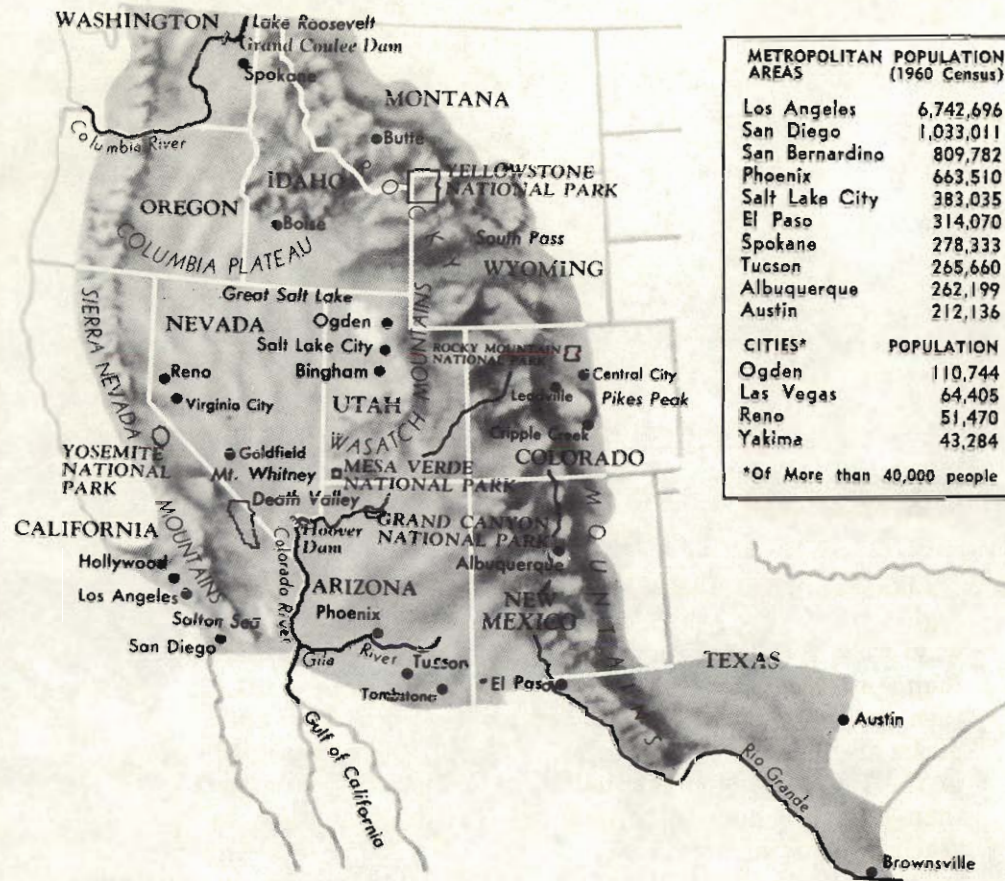 WASHINGTON
Lake Roosevelt
Grand Coulee Dam
Spokane
MONTANA
Columbia River
Butte
IDAHO
YELLOWSTONE
NATIONAL PARK
OREGON
Boise
COLUMBIA PLATEAU
South Pass
WYOMING
ROCKY
MOUNTAINS
SIERRA NEVADA
MOUNTAINS
Great Salt Lake
NEVADA
Ogden
Salt Lake City
Bingham
WASATCH MOUNTAINS
ROCKY MOUNTAIN
NATIONAL PARK
Reno
Virginia City
UTAH
Leadville
Central City
Pikes Peak
Cripple Creek
COLORADO
YOSEMITE
NATIONAL
PARK
Goldfield
Mt. Whitney
MESA VERDE
NATIONAL PARK
Death Valley
CALIFORNIA
Hoover
Dam
GRAND CANYON
NATIONAL PARK
Colorado River
Albuquerque
Hollywood
Los Angeles
ARIZONA
NEW
MEXICO
Phoenix
Salton Sea
San Diego
Gila River
Tucson
Tombstone
El Paso
TEXAS
Austin
Gulf of California
Rio Grande
Brownsville
METROPOLITAN POPULATION
AREAS (1960 Census)
Los Angeles 6,742,696
San Diego 1,033,011
San Bernardino 809,782
Phoenix 663,510
Salt Lake City 383,035
El Paso 314,070
Spokane 278,333
Tucson 265,660
Albuquerque 262,199
Austin 212,136
CITIES* POPULATION
Ogden 110,744
Las Vegas 64,405
Reno 51,470
Yakima 43,284
*Of More than 40,000 people